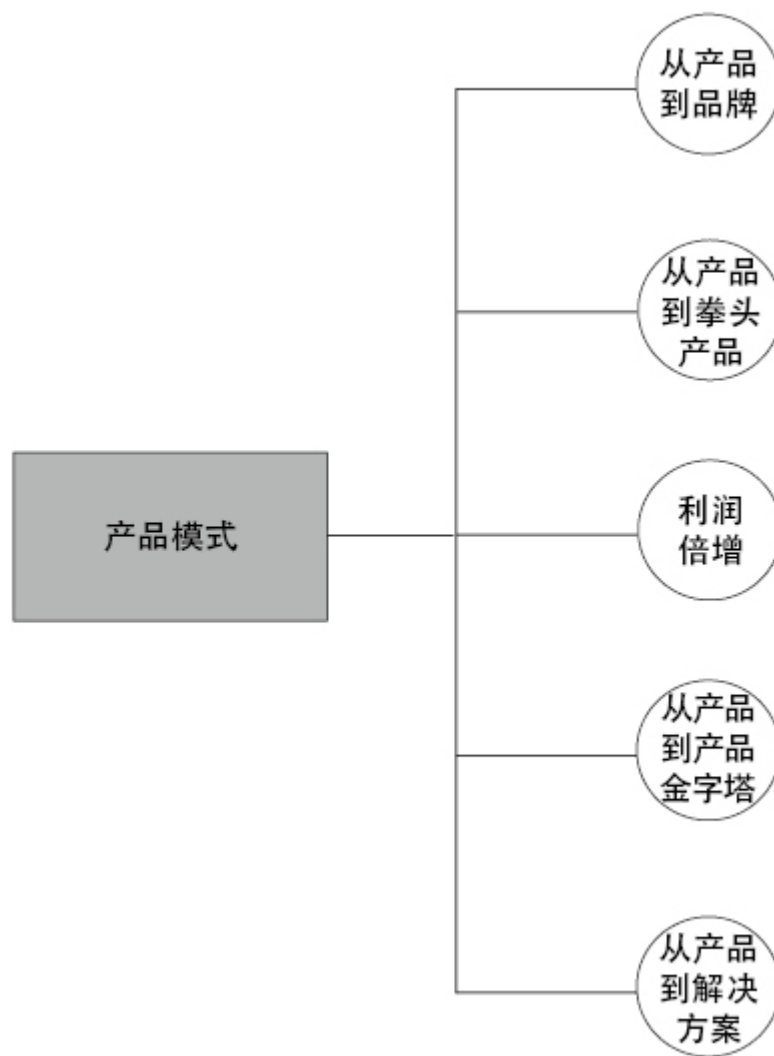 从产品
到品牌
从产品
到拳头
产品
产品模式
利润
倍增
从产品
到产品
金字塔
从产品
到解决
方案